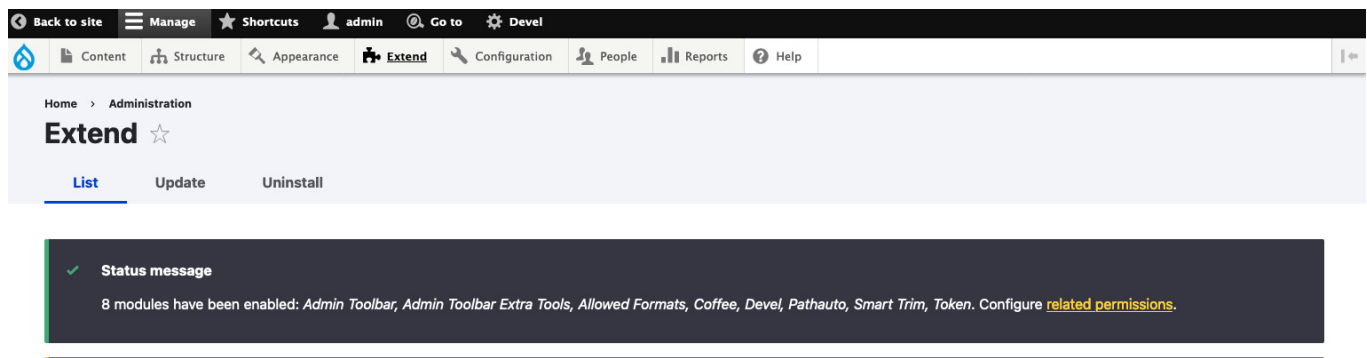 Back to site Manage Shortcuts admin Go to Devel
Content Structure Appearance Extend Configuration People Reports Help
Home › Administration
Extend
List Update Uninstall
Status message
8 modules have been enabled: Admin Toolbar, Admin Toolbar Extra Tools, Allowed Formats, Coffee, Devel, Pathauto, Smart Trim, Token. Configure related permissions.